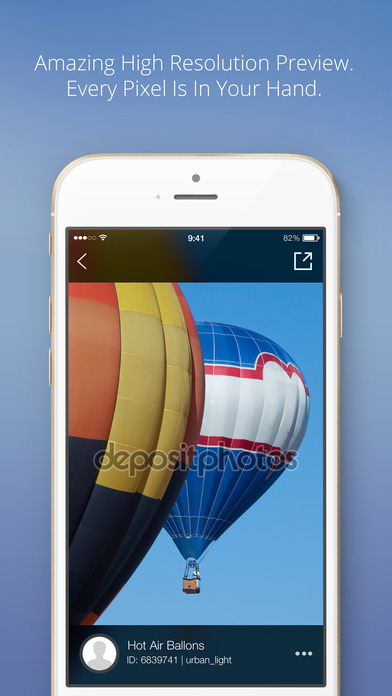 Amazing High Resolution Preview.
Every Pixel Is In Your Hand.
9:41
82%
depositphotos
Hot Air Ballons
ID: 6839741 | urban_light